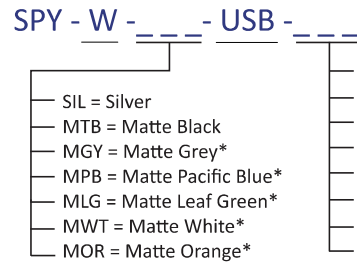 SPY - W - _ _ _ - USB - _ _ _
SIL = Silver
MTB = Matte Black
MGY = Matte Grey*
MPB = Matte Pacific Blue*
MLG = Matte Leaf Green*
MWT = Matte White*
MOR = Matte Orange*